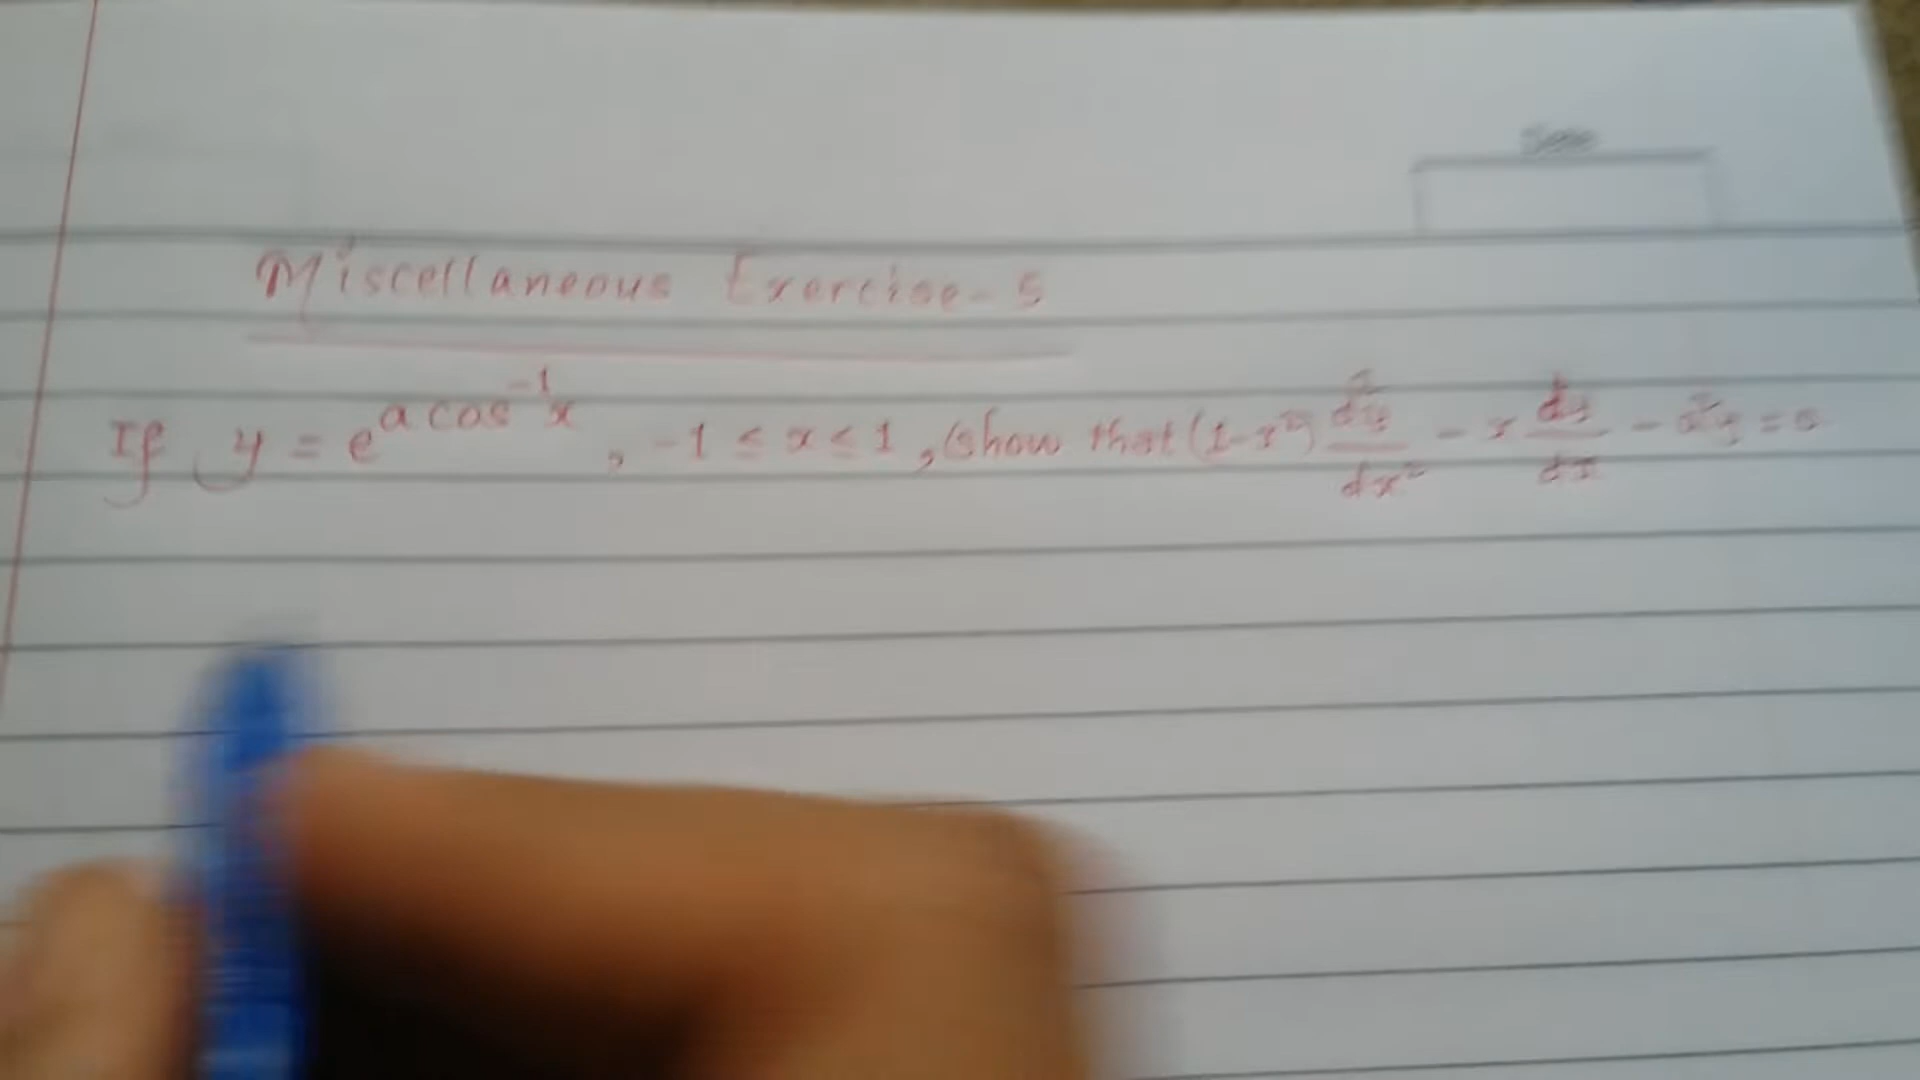 Miscellaneous Exercise-5
If y = e^{a cos^{-1}x}, -1 ≤ x ≤ 1, show that (1-x²) d²y/dx² - x dy/dx - a²y = 0